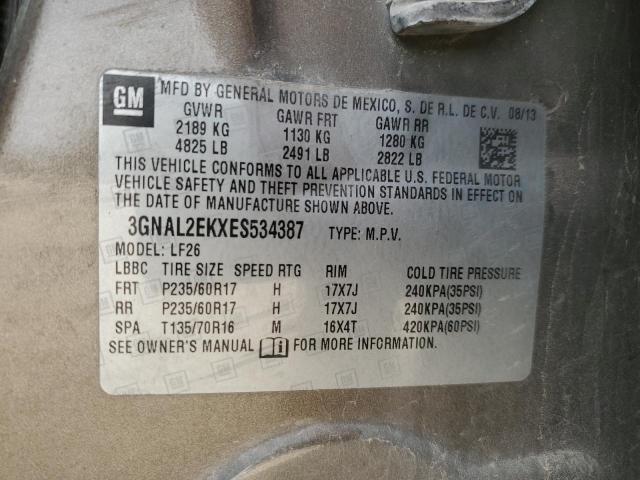 GM
MFD BY GENERAL MOTORS DE MEXICO, S. DE R.L. DE C.V. 08/13
GVWR GAWR FRT GAWR RR
2189 KG 1130 KG 1280 KG
4825 LB 2491 LB 2822 LB
THIS VEHICLE CONFORMS TO ALL APPLICABLE U.S. FEDERAL MOTOR
VEHICLE SAFETY AND THEFT PREVENTION STANDARDS IN EFFECT ON
THE DATE OF MANUFACTURE SHOWN ABOVE.
3GNAL2EKXES534387 TYPE: M.P.V.
MODEL: LF26
LBBC TIRE SIZE SPEED RTG RIM COLD TIRE PRESSURE
FRT P235/60R17 H 17X7J 240KPA(35PSI)
RR P235/60R17 H 17X7J 240KPA(35PSI)
SPA T135/70R16 M 16X4T 420KPA(60PSI)
SEE OWNER'S MANUAL i FOR MORE INFORMATION.